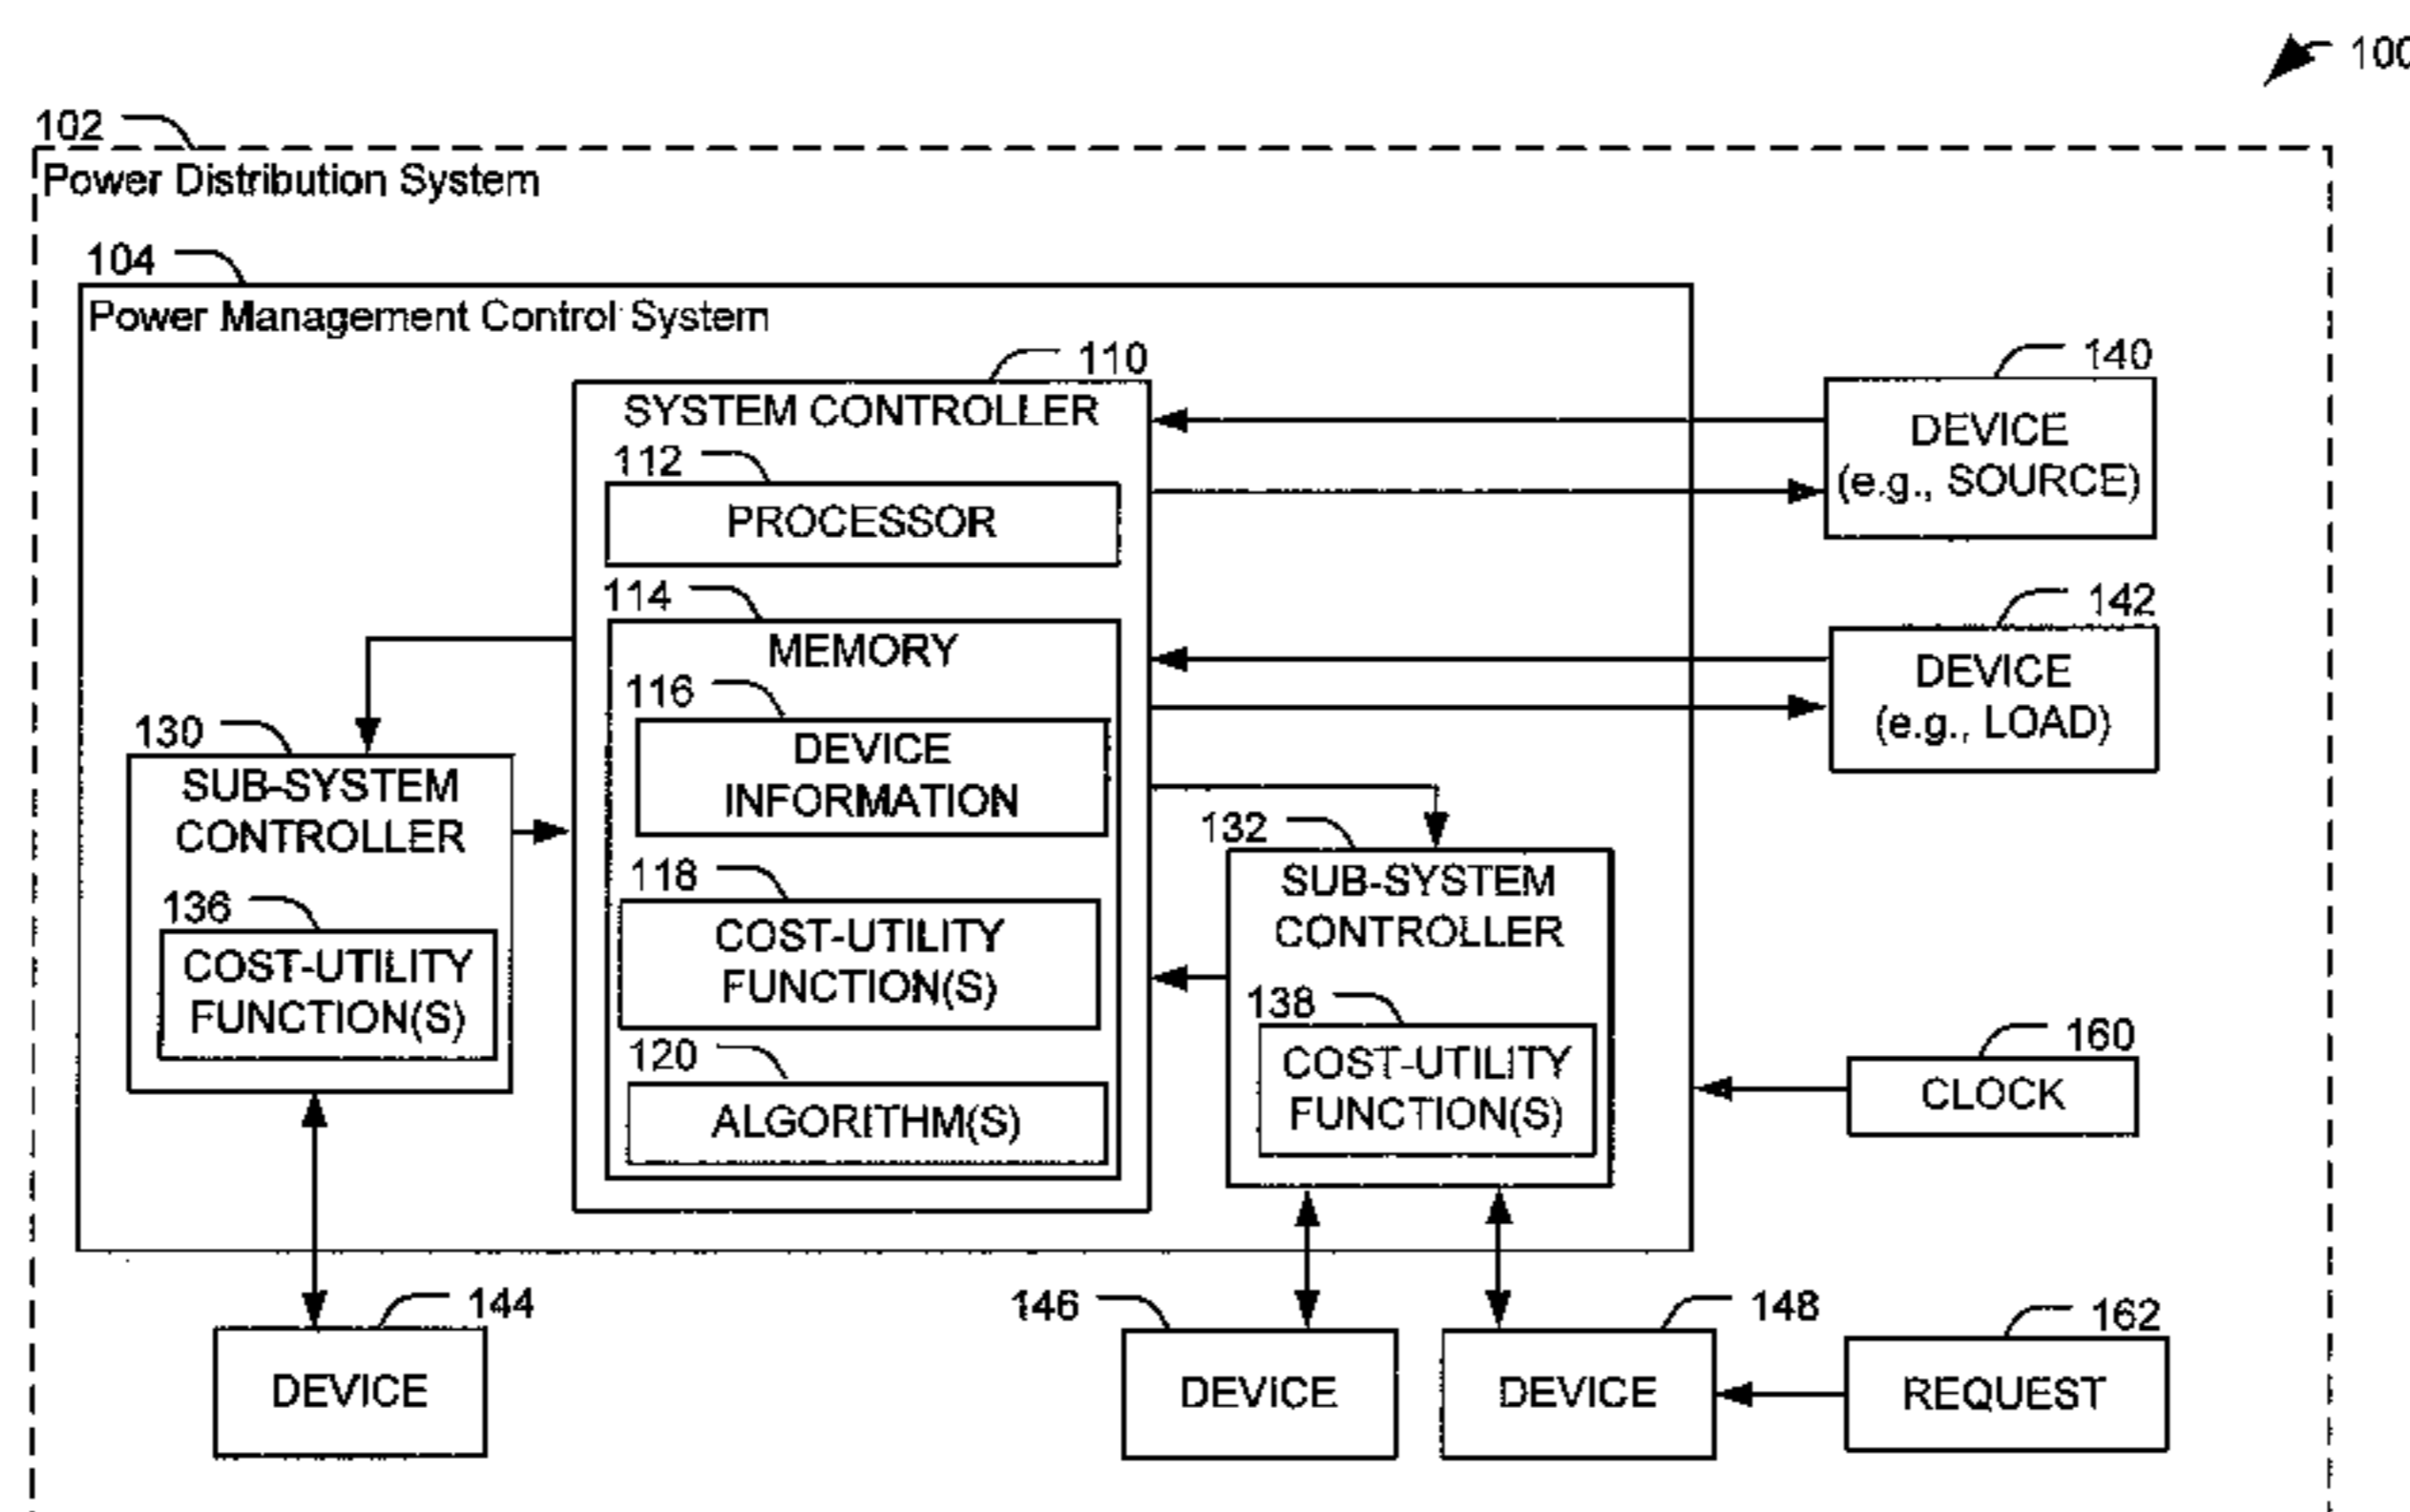 100
102
Power Distribution System
104
Power Management Control System
110
SYSTEM CONTROLLER
112
PROCESSOR
114
MEMORY
116
DEVICE
INFORMATION
118
COST-UTILITY
FUNCTION(S)
120
ALGORITHM(S)
130
SUB-SYSTEM
CONTROLLER
136
COST-UTILITY
FUNCTION(S)
132
SUB-SYSTEM
CONTROLLER
138
COST-UTILITY
FUNCTION(S)
140
DEVICE
(e.g., SOURCE)
142
DEVICE
(e.g., LOAD)
160
CLOCK
144
DEVICE
146
DEVICE
148
DEVICE
162
REQUEST